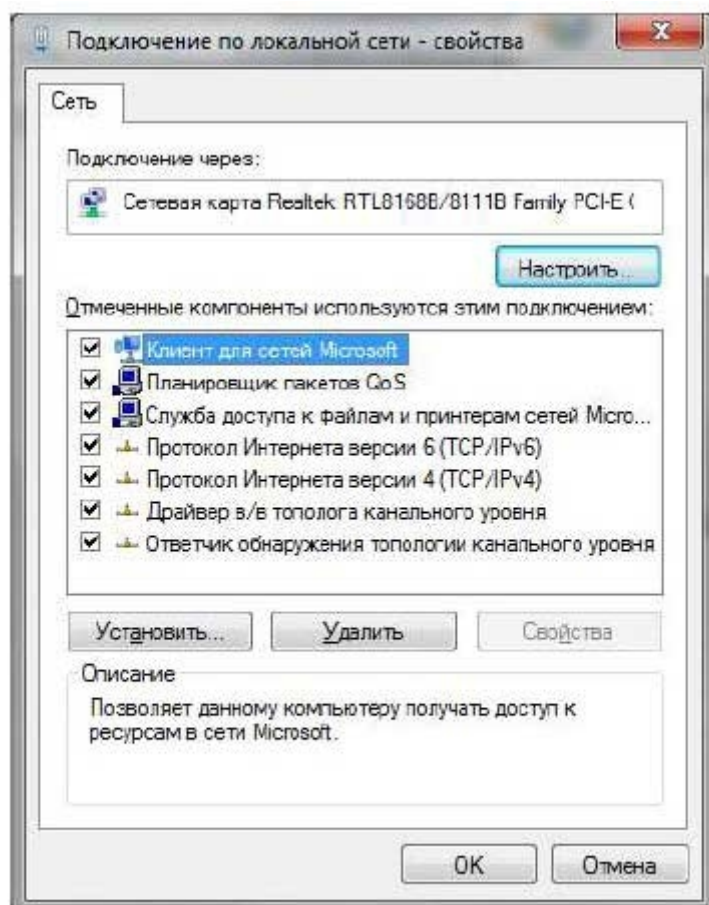 Подключение по локальной сети - свойства
x
Сеть
Подключение через:
Сетевая карта Realtek RTL8168B/8111B Family PCI-E (
Настроить...
Отмеченные компоненты используются этим подключением:
Клиент для сетей Microsoft
Планировщик пакетов QoS
Служба доступа к файлам и принтерам сетей Micro...
Протокол Интернета версии 6 (TCP/IPv6)
Протокол Интернета версии 4 (TCP/IPv4)
Драйвер в/в тополога канального уровня
Ответчик обнаружения топологии канального уровня
Установить...
Удалить
Свойства
Описание
Позволяет данному компьютеру получать доступ к
ресурсам в сети Microsoft.
OK
Отмена